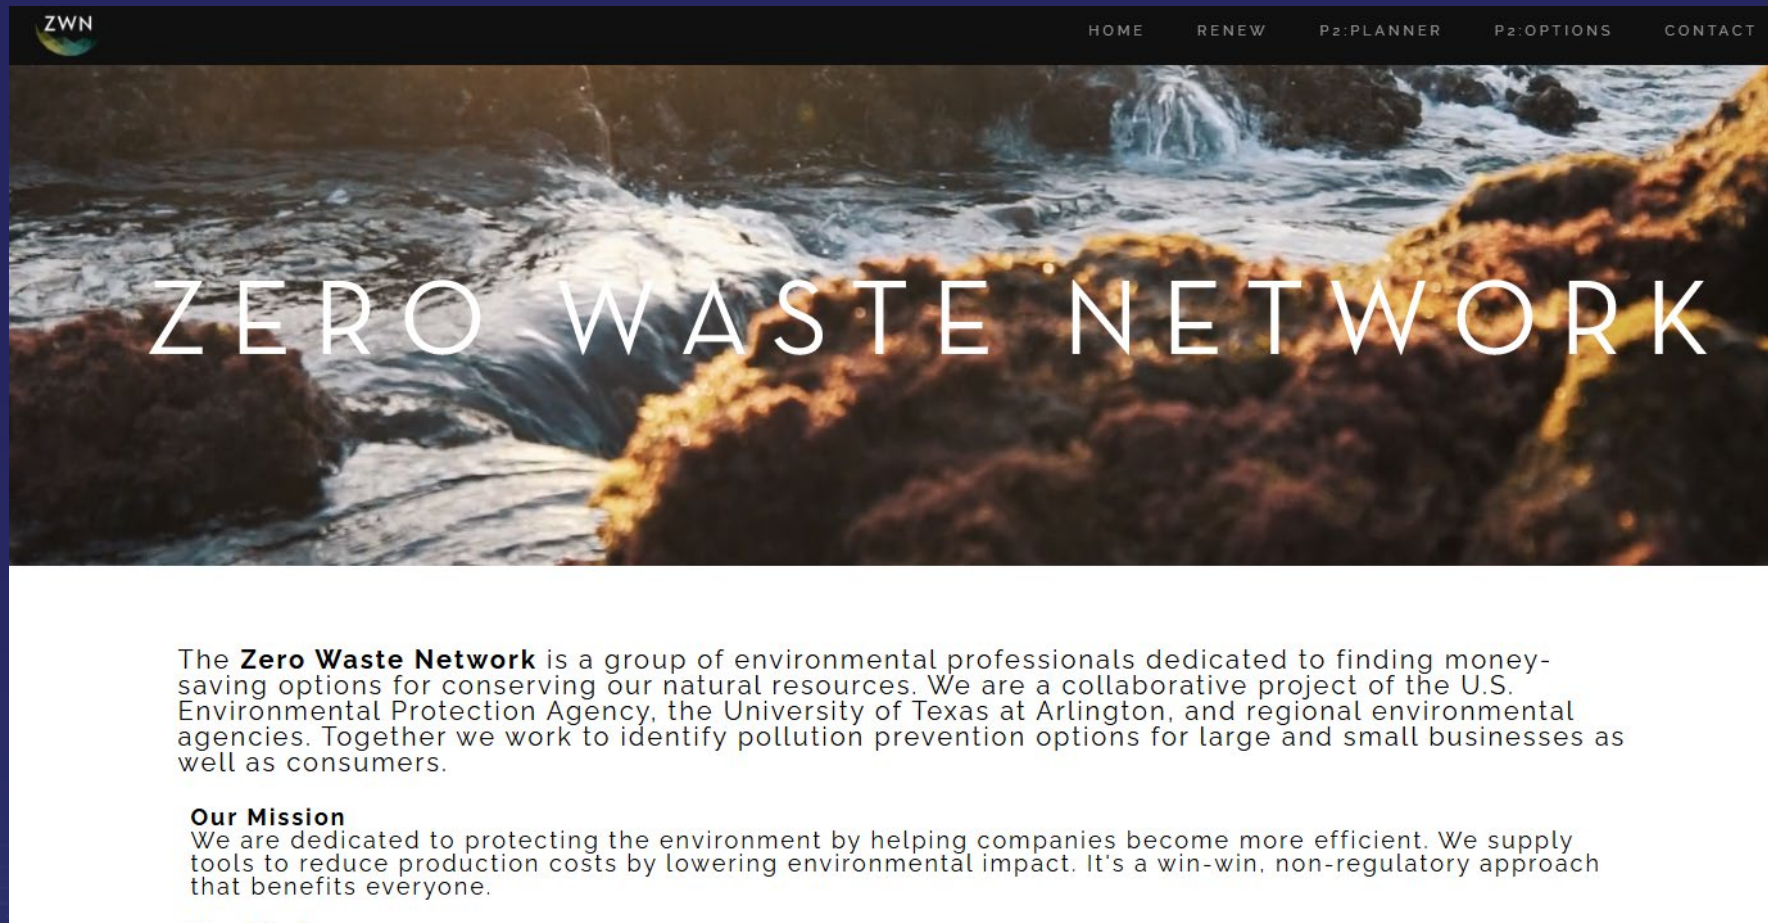 ZWN
HOME RENEW P2:PLANNER P2:OPTIONS CONTACT
ZERO WASTE NETWORK
The Zero Waste Network is a group of environmental professionals dedicated to finding money-
saving options for conserving our natural resources. We are a collaborative project of the U.S.
Environmental Protection Agency, the University of Texas at Arlington, and regional environmental
agencies. Together we work to identify pollution prevention options for large and small businesses as
well as consumers.
Our Mission
We are dedicated to protecting the environment by helping companies become more efficient. We supply
tools to reduce production costs by lowering environmental impact. It's a win-win, non-regulatory approach
that benefits everyone.